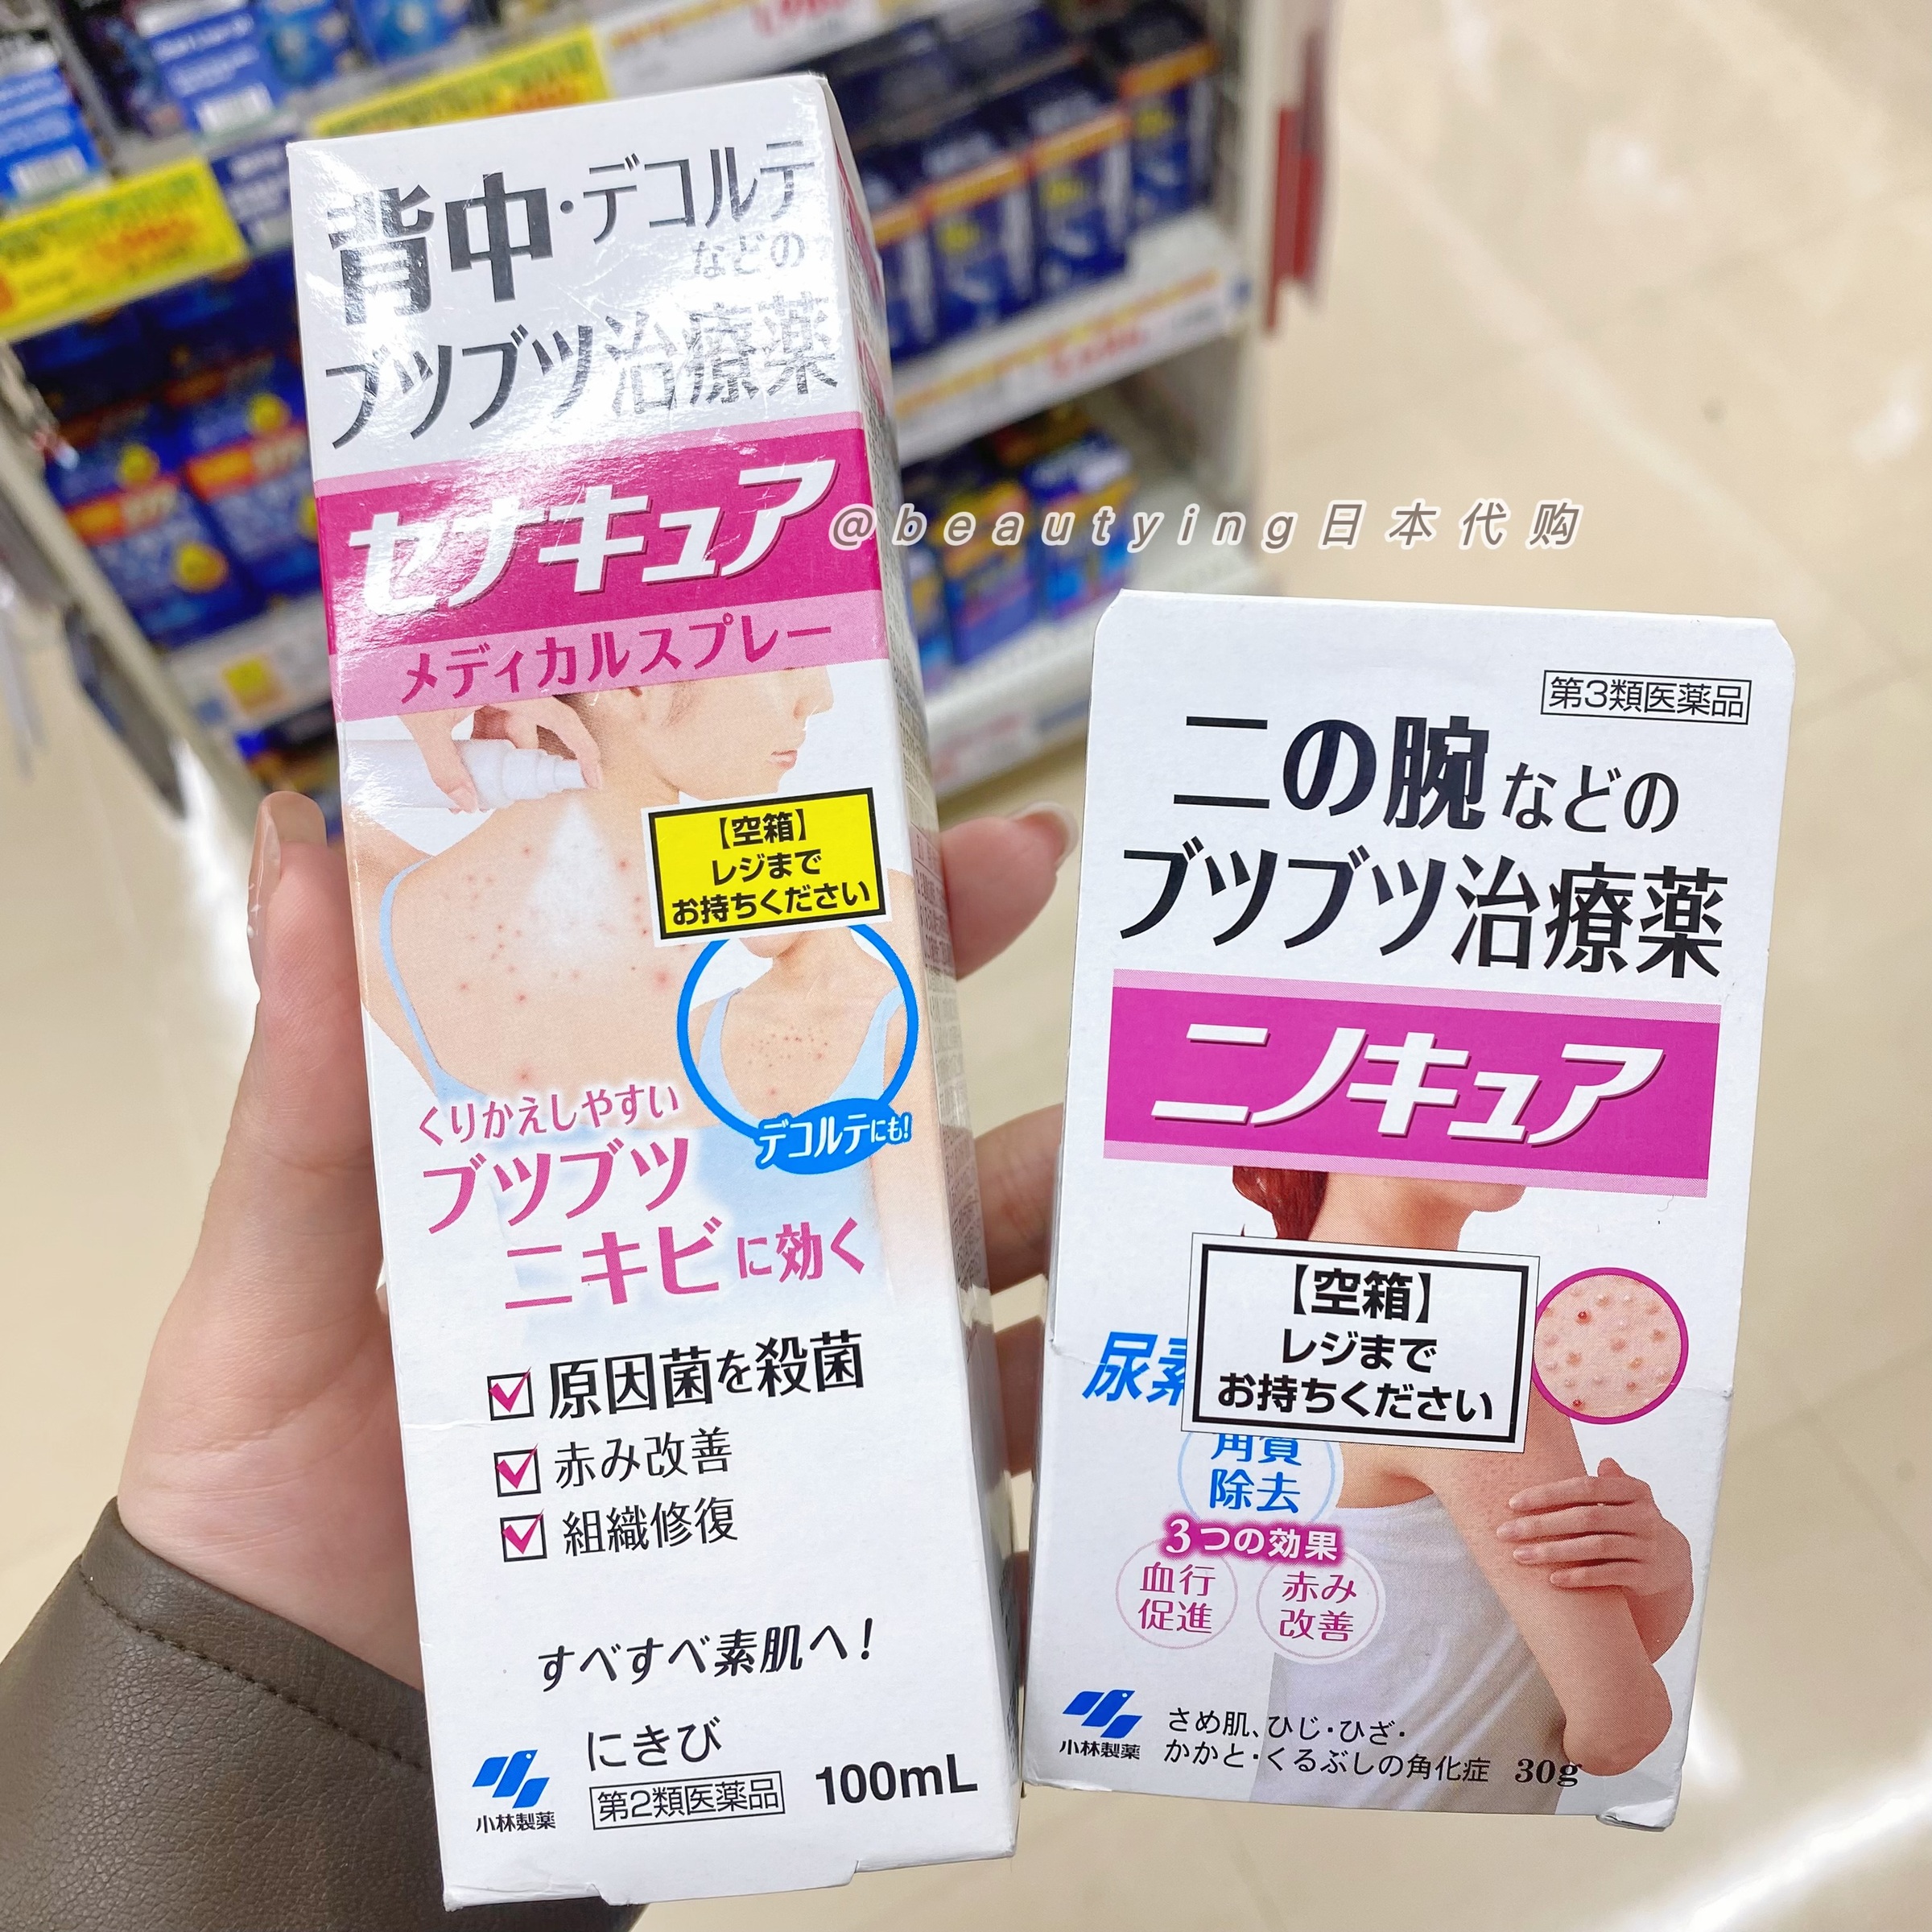 背中・デコルテ
などの
ブツブツ治療薬
セナキュア
メディカルスプレー
【空箱】
レジまで
お持ちください
デコルテにも!
くりかえしやすい
ブツブツ
ニキビに効く
原因菌を殺菌
赤み改善
組織修復
すべすべ素肌へ!
にきび
第2類医薬品
100mL
小林製薬
@beautying日本代购
第3類医薬品
二の腕などの
ブツブツ治療薬
ニノキュア
【空箱】
レジまで
お持ちください
尿素
角質
除去
3つの効果
血行
促進
赤み
改善
小林製薬
さめ肌、ひじ・ひざ・
かかと・くるぶしの角化症 30g